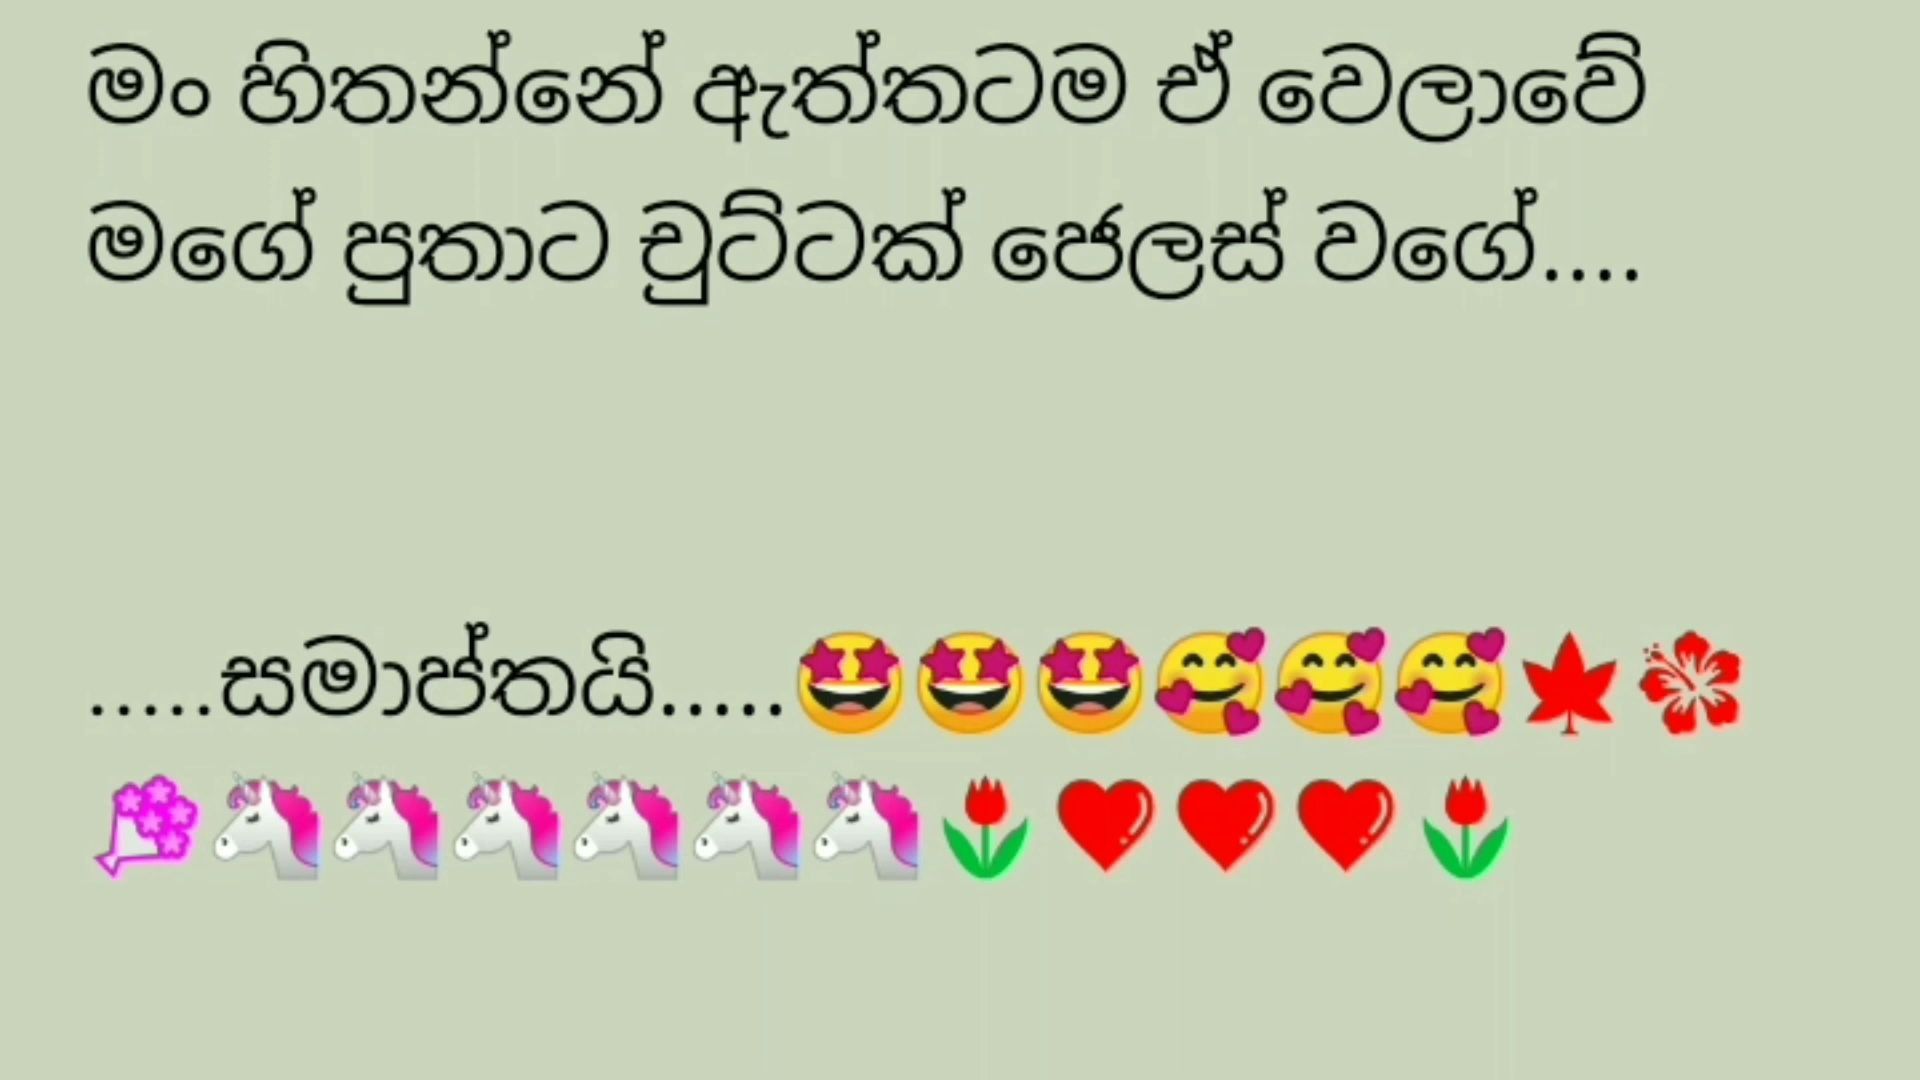 මං හිතන්නේ ඇත්තටම ඒ වෙලාවේ
මගේ පුතාට චුට්ටක් ජෙලස් වගේ....
.....සමාප්තයි.....🤩🤩🤩🥰🥰🥰🍁🌺
💐🦄🦄🦄🦄🦄🦄🌷❤️❤️❤️🌷